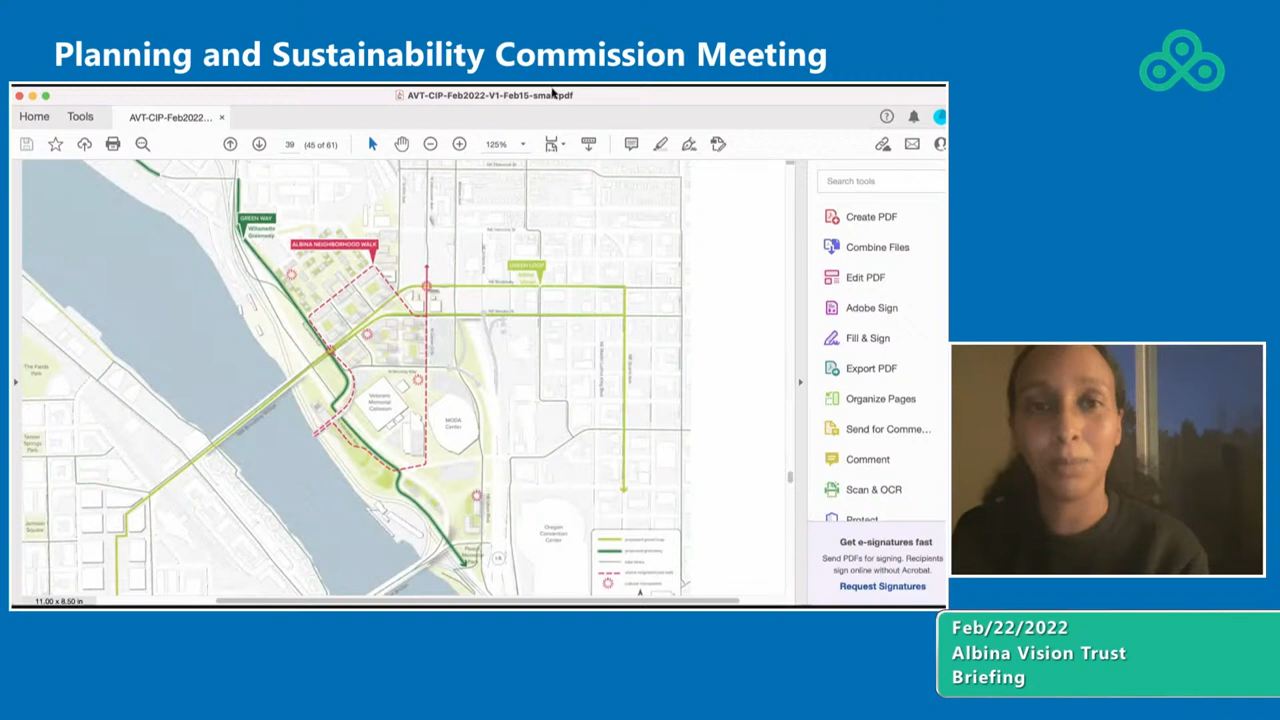 Planning and Sustainability Commission Meeting
AVT-CIP-Feb2022-V1-Feb15-small.pdf
Home
Tools
AVT-CIP-Feb2022...
39
(45 of 61)
125%
GREEN WAY
Willamette
Greenway
ALBINA NEIGHBORHOOD WALK
GREEN LOOP
Veterans
Memorial
Coliseum
MODA
Center
The Fields
Park
Tanner
Springs
Park
Jamison
Square
Oregon
Convention
Center
11.00 x 8.50 in
Search tools
Create PDF
Combine Files
Edit PDF
Adobe Sign
Fill & Sign
Export PDF
Organize Pages
Send for Comme...
Comment
Scan & OCR
Protect
Get e-signatures fast
Send PDFs for signing. Recipients
sign online without Acrobat.
Request Signatures
Feb/22/2022
Albina Vision Trust
Briefing